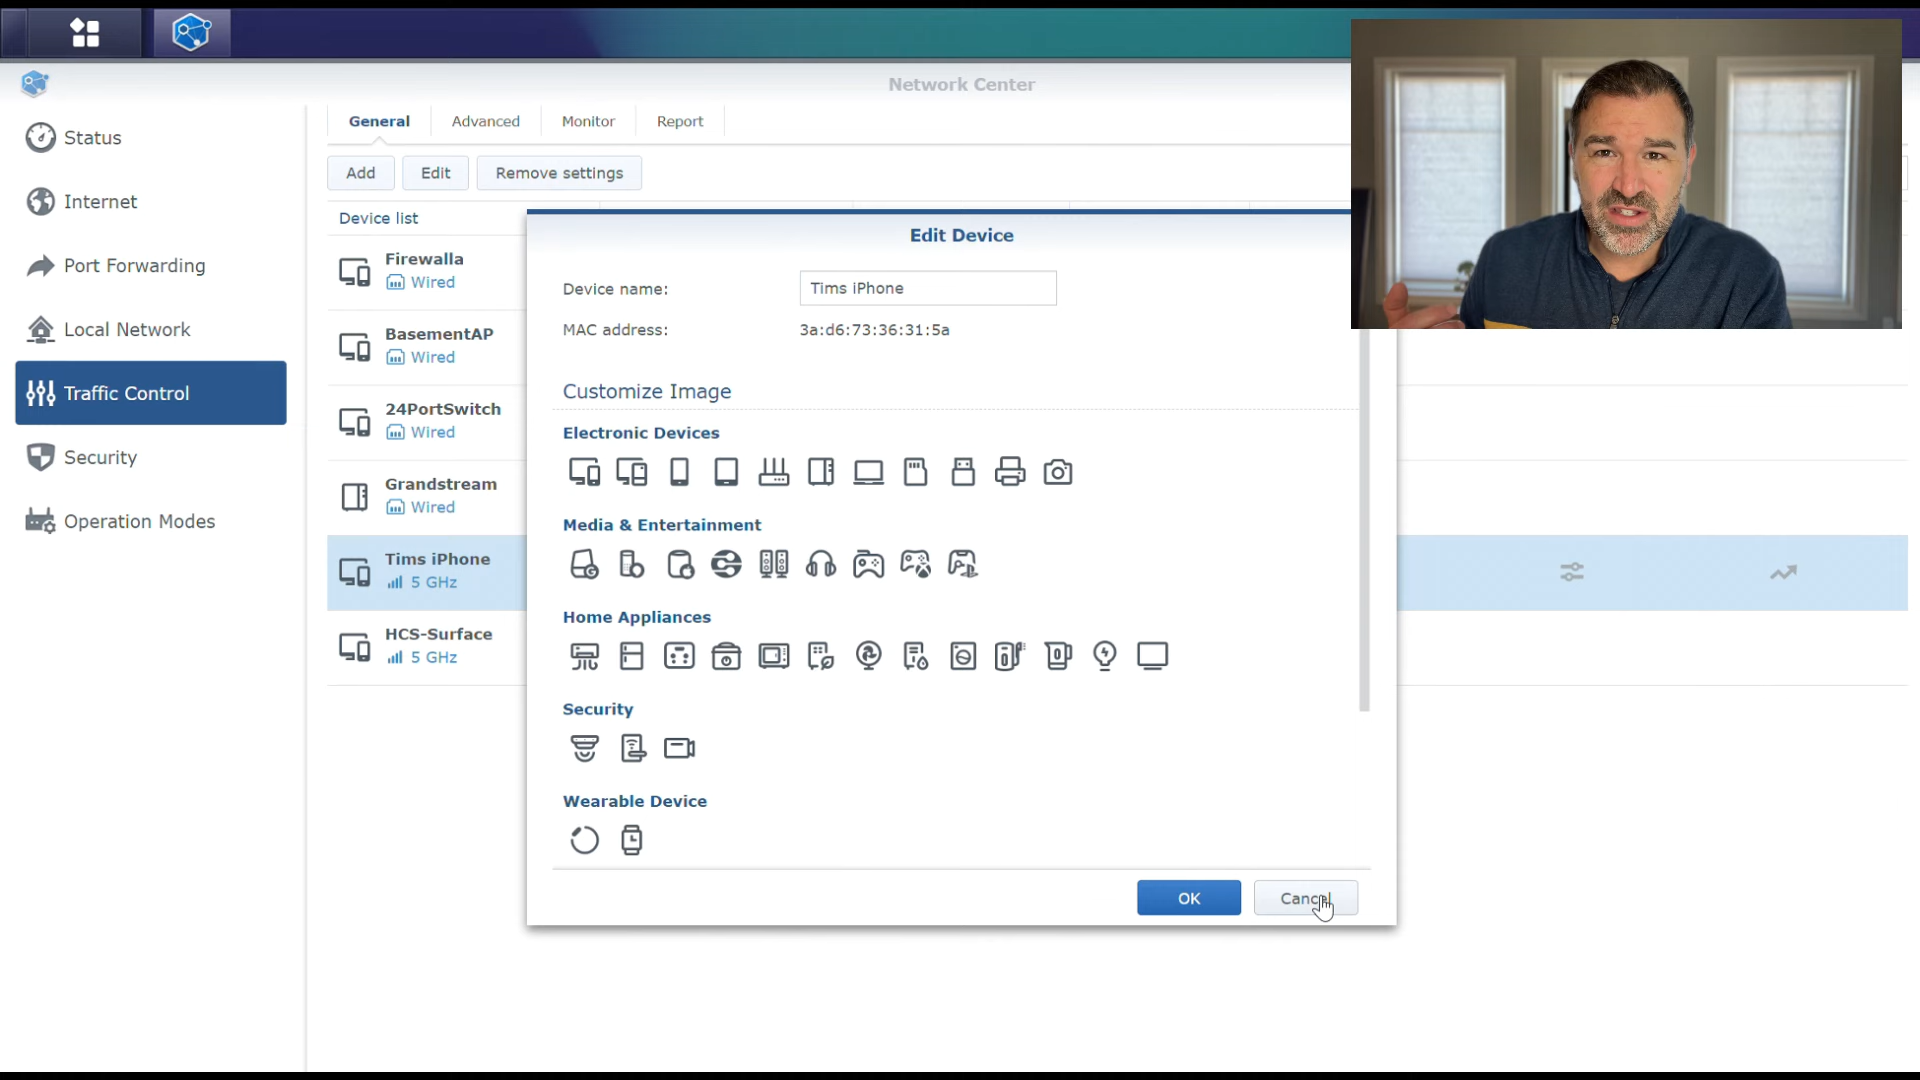 Network Center
Status
Internet
Port Forwarding
Local Network
Traffic Control
Security
Operation Modes
General Advanced Monitor Report
Add Edit Remove settings
Device list
Firewalla
Wired
BasementAP
Wired
24PortSwitch
Wired
Grandstream
Wired
Tims iPhone
5 GHz
HCS-Surface
5 GHz
Edit Device
Device name: Tims iPhone
MAC address: 3a:d6:73:36:31:5a
Customize Image
Electronic Devices
Media & Entertainment
Home Appliances
Security
Wearable Device
OK Cancel